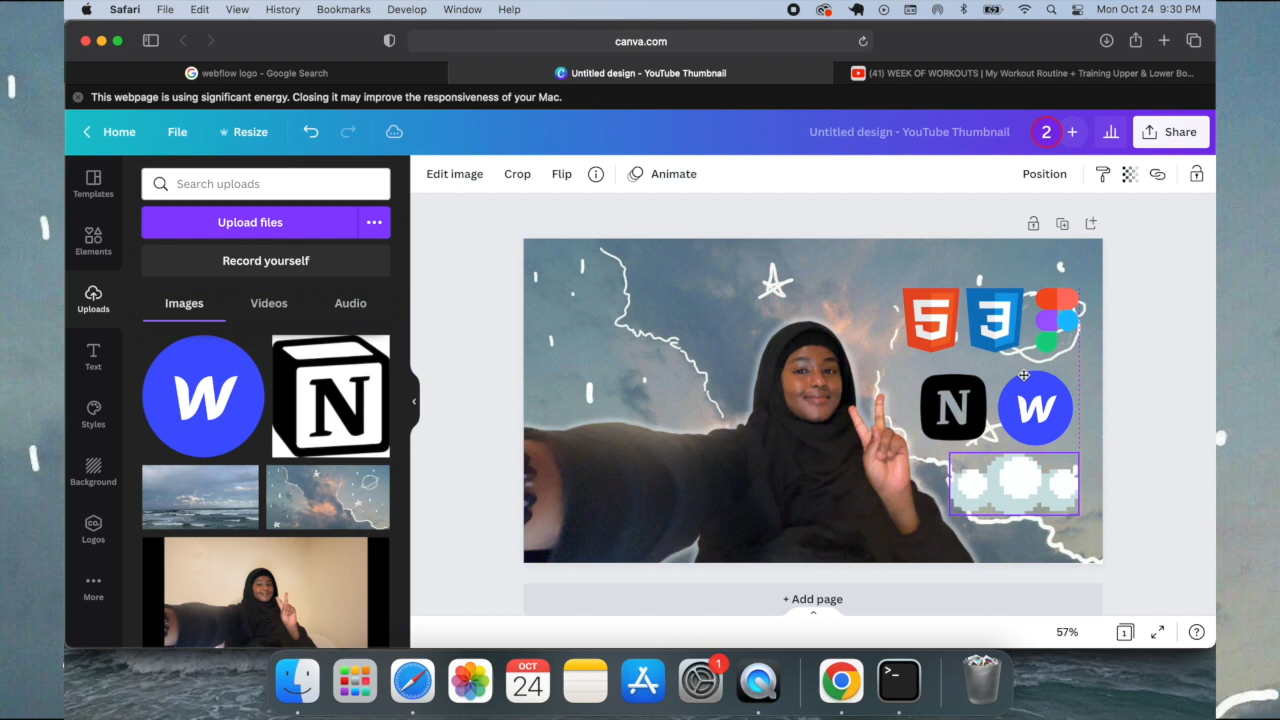 Safari File Edit View History Bookmarks Develop Window Help Mon Oct 24 9:30 PM
canva.com
webflow logo - Google Search Untitled design - YouTube Thumbnail (41) WEEK OF WORKOUTS | My Workout Routine + Training Upper & Lower Bo...
This webpage is using significant energy. Closing it may improve the responsiveness of your Mac.
Home File Resize Untitled design - YouTube Thumbnail 2 + Share
Edit image Crop Flip Animate Position
Templates
Search uploads
Upload files
Elements
Record yourself
Uploads
Images Videos Audio
5 3
Text
W N
N W
Styles
Background
CO.
Logos
More
+ Add page
57% 1 ?
1
OCT
24
>_